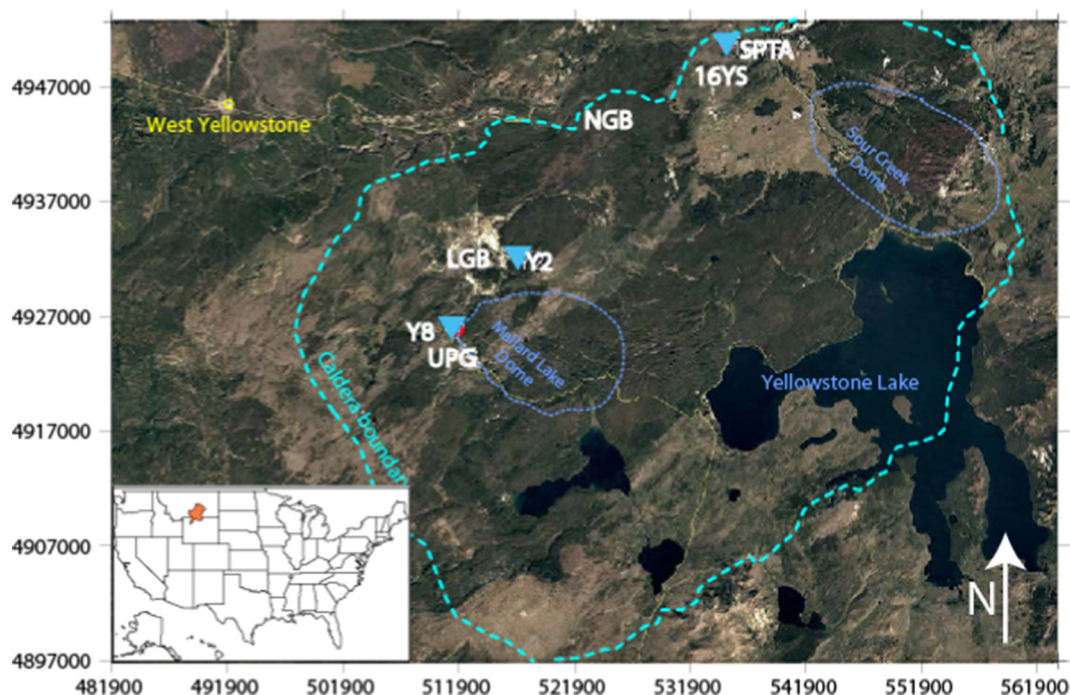 4947000
4937000
4927000
4917000
4907000
4897000
481900
491900
501900
511900
521900
531900
541900
551900
561900
West Yellowstone
SPTA
16YS
NGB
Sour Creek
Dome
LGB
Y2
Y8
UPG
Mallard Lake
Dome
Yellowstone Lake
Caldera boundar
N